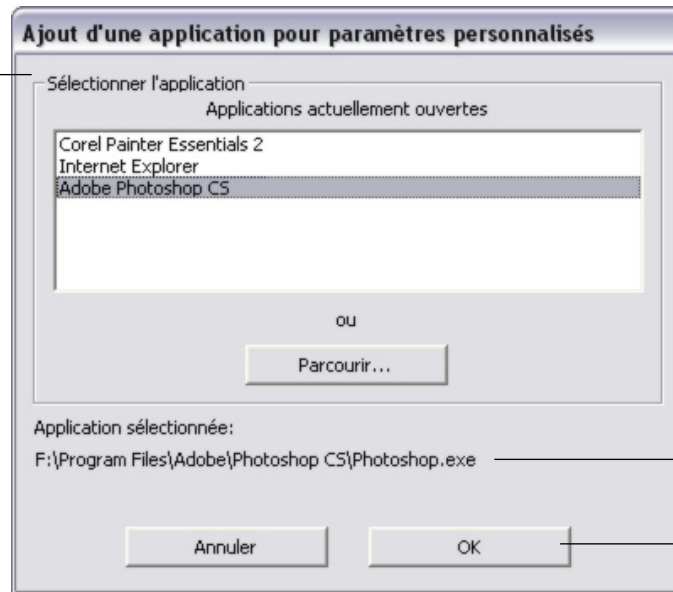 Ajout d'une application pour paramètres personnalisés
Sélectionner l'application
Applications actuellement ouvertes
Corel Painter Essentials 2
Internet Explorer
Adobe Photoshop CS
ou
Parcourir...
Application sélectionnée:
F:\Program Files\Adobe\Photoshop CS\Photoshop.exe
Annuler
OK